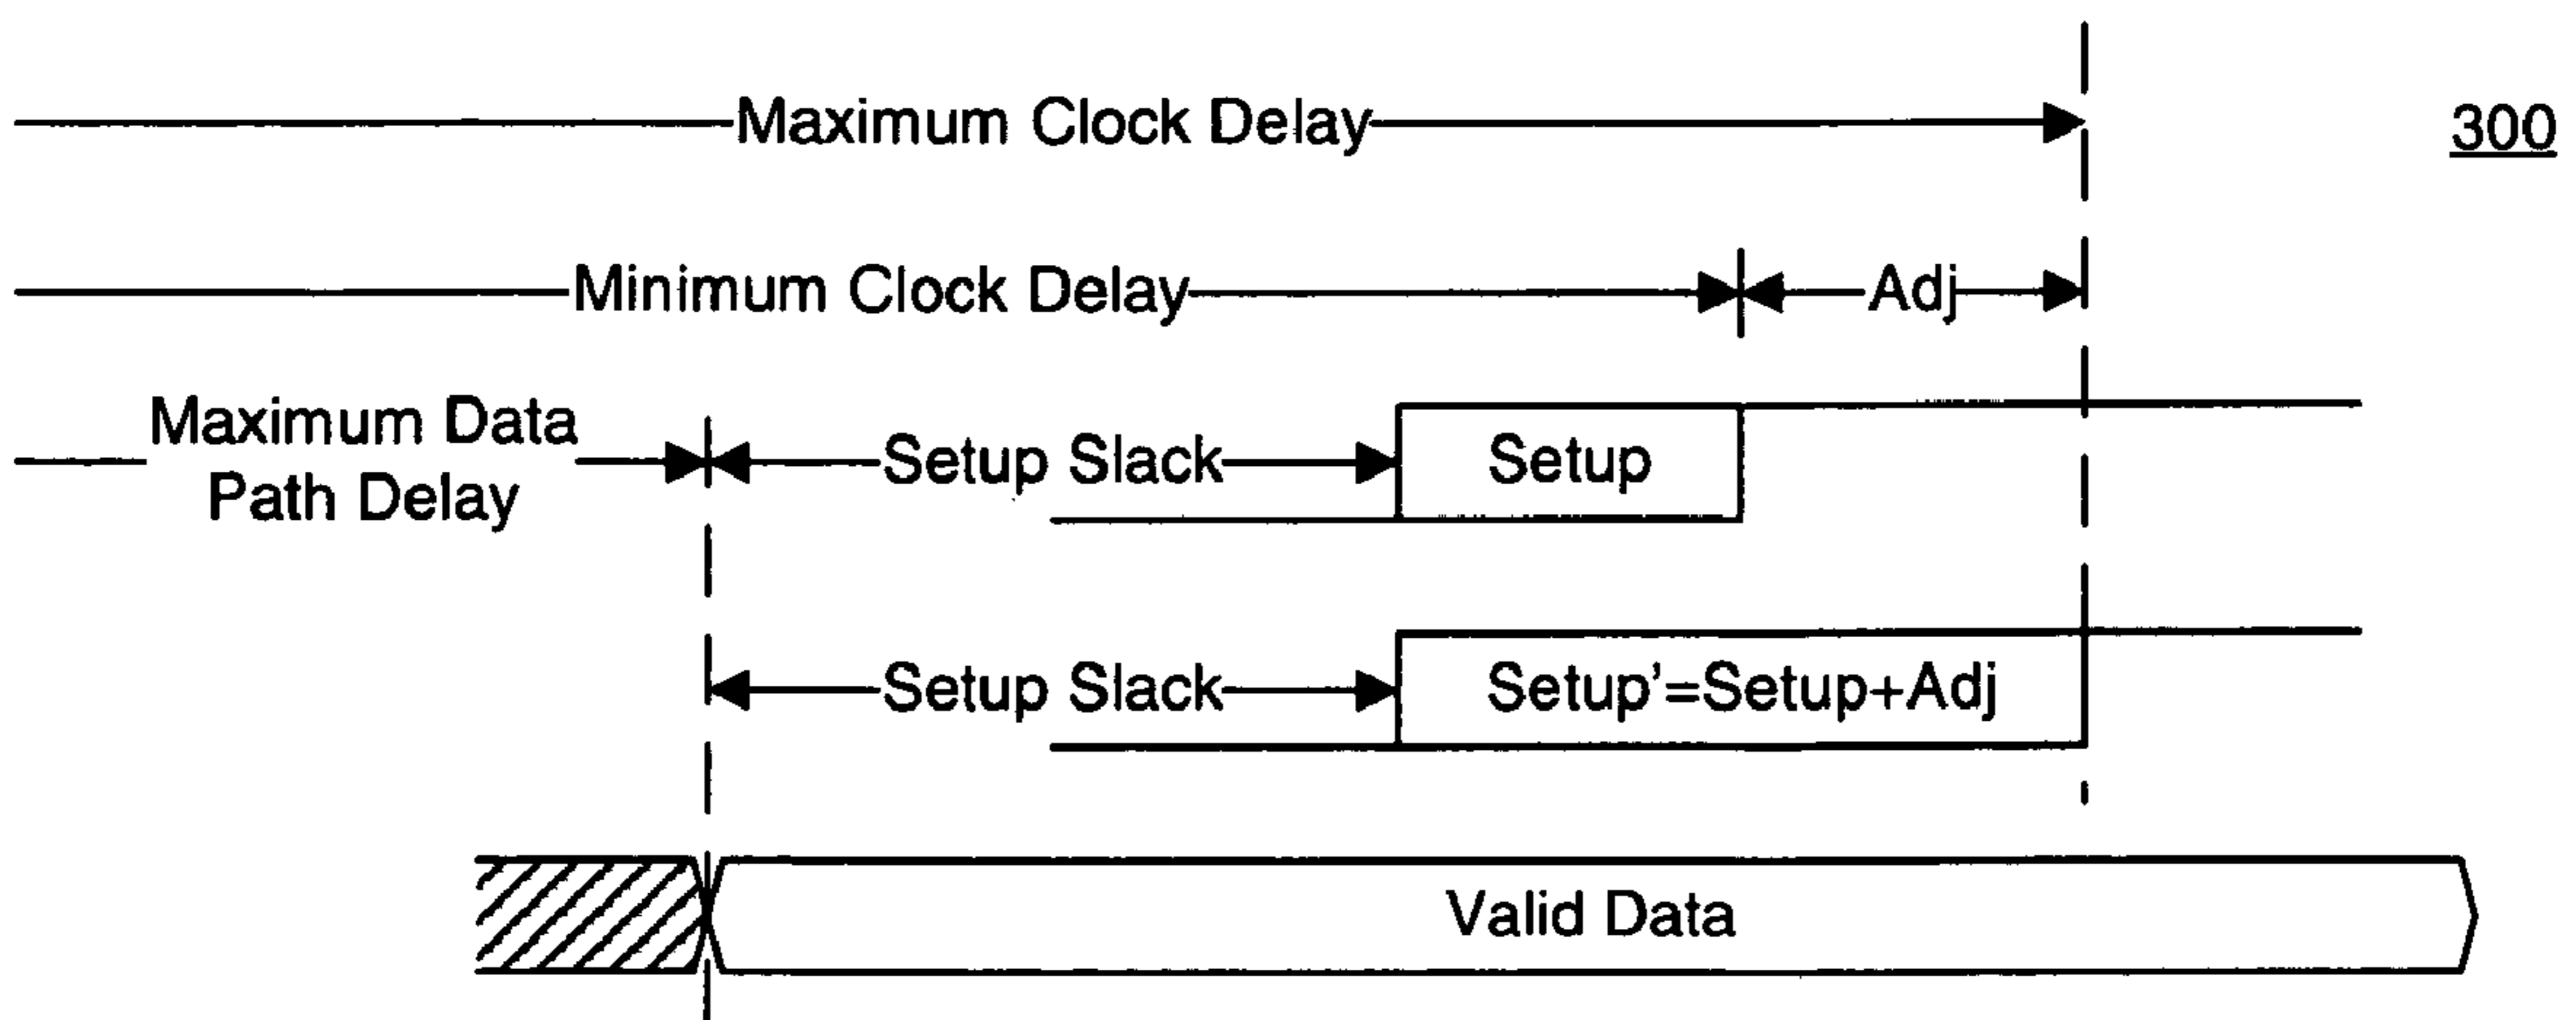 Maximum Clock Delay
300
Minimum Clock Delay
Adj
Maximum Data
Path Delay
Setup Slack
Setup
Setup Slack
Setup'=Setup+Adj
Valid Data